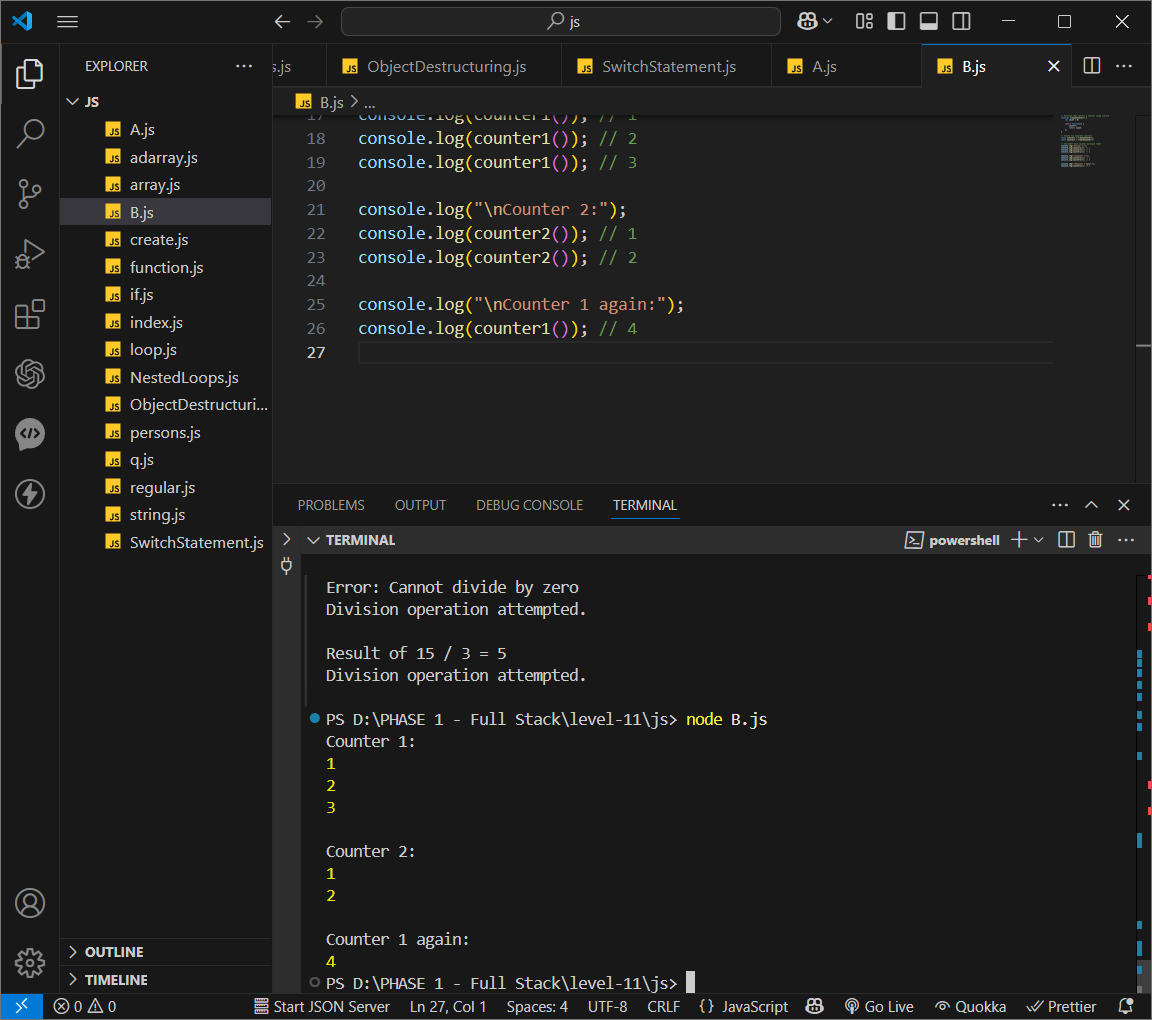 js
EXPLORER
JS
A.js
adarray.js
array.js
B.js
create.js
function.js
if.js
index.js
loop.js
NestedLoops.js
ObjectDestructuri...
persons.js
q.js
regular.js
string.js
SwitchStatement.js
OUTLINE
TIMELINE
s.js
ObjectDestructuring.js
SwitchStatement.js
A.js
B.js
B.js > ...
17 console.log(counter1()); // 1
18 console.log(counter1()); // 2
19 console.log(counter1()); // 3
20
21 console.log("\nCounter 2:");
22 console.log(counter2()); // 1
23 console.log(counter2()); // 2
24
25 console.log("\nCounter 1 again:");
26 console.log(counter1()); // 4
27
PROBLEMS OUTPUT DEBUG CONSOLE TERMINAL
TERMINAL
powershell
Error: Cannot divide by zero
Division operation attempted.
Result of 15 / 3 = 5
Division operation attempted.
PS D:\PHASE 1 - Full Stack\level-11\js> node B.js
Counter 1:
1
2
3
Counter 2:
1
2
Counter 1 again:
4
PS D:\PHASE 1 - Full Stack\level-11\js>
0 0 Start JSON Server Ln 27, Col 1 Spaces: 4 UTF-8 CRLF {} JavaScript Go Live Quokka Prettier